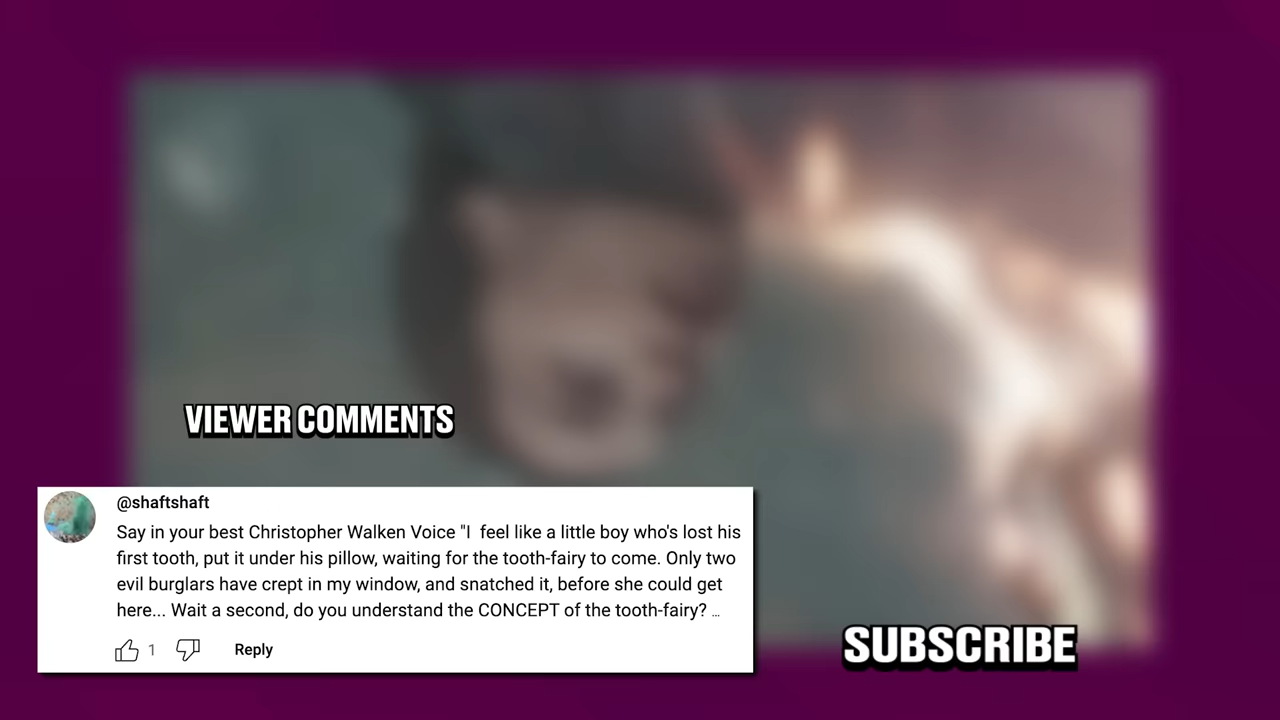 VIEWER COMMENTS
@shaftshaft
Say in your best Christopher Walken Voice "I feel like a little boy who's lost his
first tooth, put it under his pillow, waiting for the tooth-fairy to come. Only two
evil burglars have crept in my window, and snatched it, before she could get
here... Wait a second, do you understand the CONCEPT of the tooth-fairy? ...
1
Reply
SUBSCRIBE